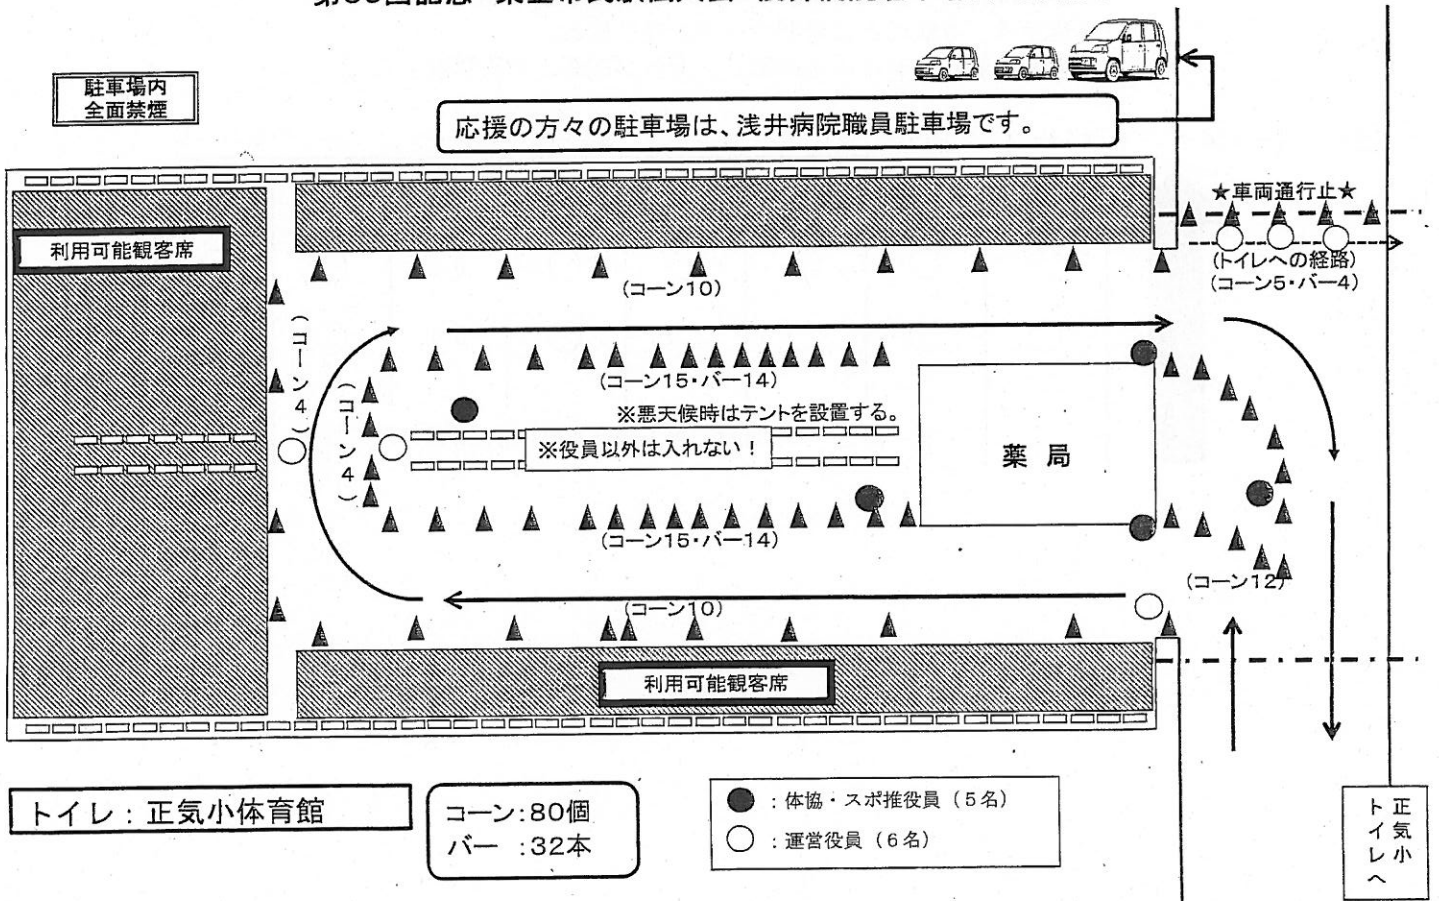 駐車場内
全面禁煙
応援の方々の駐車場は、浅井病院職員駐車場です。
★車両通行止★
利用可能観客席
(トイレへの経路)
(コーン5・バー4)
(コーン10)
(コーン4)
(コーン4)
(コーン15・バー14)
※悪天候時はテントを設置する。
※役員以外は入れない！
薬局
(コーン15・バー14)
(コーン12)
(コーン10)
利用可能観客席
トイレ：正気小体育館
コーン:80個
バー :32本
●：体協・スポ推役員（5名）
○：運営役員（6名）
正気小
トイレへ